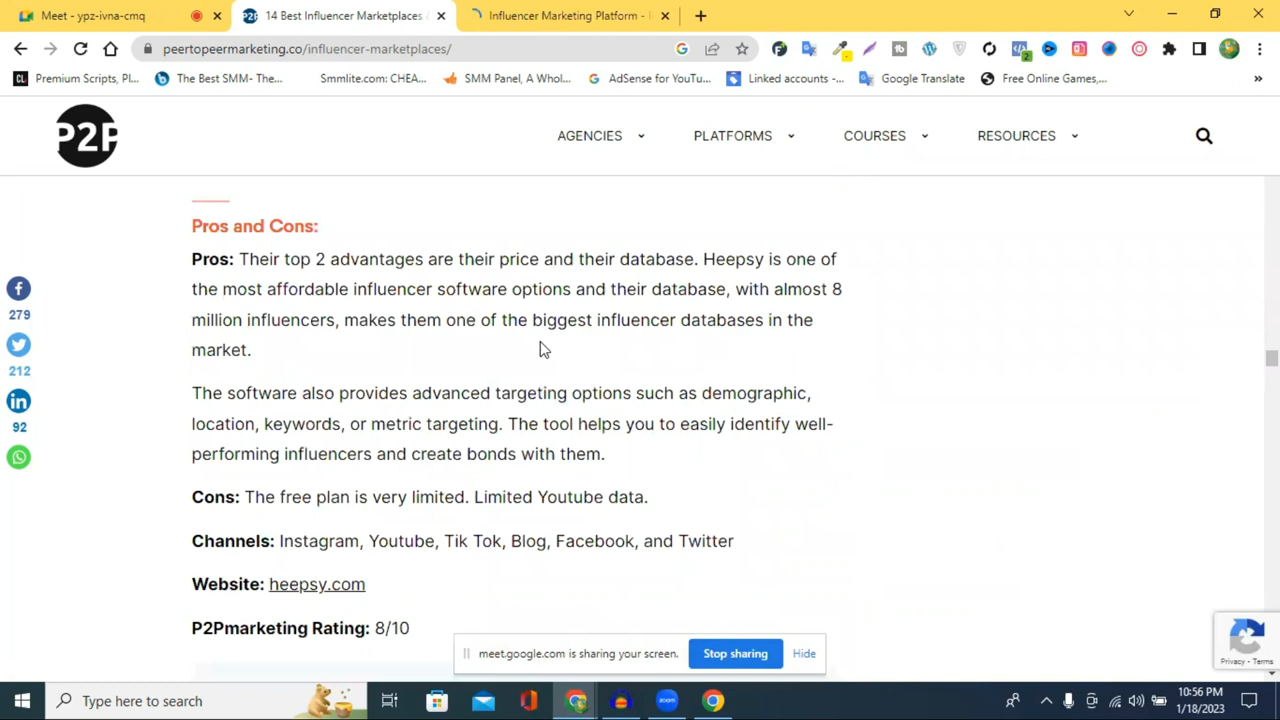 Meet - ypz-ivna-cmq
14 Best Influencer Marketplaces
Influencer Marketing Platform -
peertopeermarketing.co/influencer-marketplaces/
CL Premium Scripts, Pl...
The Best SMM- The...
Smmlite.com: CHEA...
SMM Panel, A Whol...
AdSense for YouTu...
Linked accounts -...
Google Translate
Free Online Games,...
»
P2P
AGENCIES
PLATFORMS
COURSES
RESOURCES
Pros and Cons:
Pros: Their top 2 advantages are their price and their database. Heepsy is one of
the most affordable influencer software options and their database, with almost 8
million influencers, makes them one of the biggest influencer databases in the
market.
The software also provides advanced targeting options such as demographic,
location, keywords, or metric targeting. The tool helps you to easily identify well-
performing influencers and create bonds with them.
Cons: The free plan is very limited. Limited Youtube data.
Channels: Instagram, Youtube, Tik Tok, Blog, Facebook, and Twitter
Website: heepsy.com
P2Pmarketing Rating: 8/10
279
212
92
meet.google.com is sharing your screen.
Stop sharing
Hide
Privacy - Terms
Type here to search
zoom
10:56 PM
1/18/2023